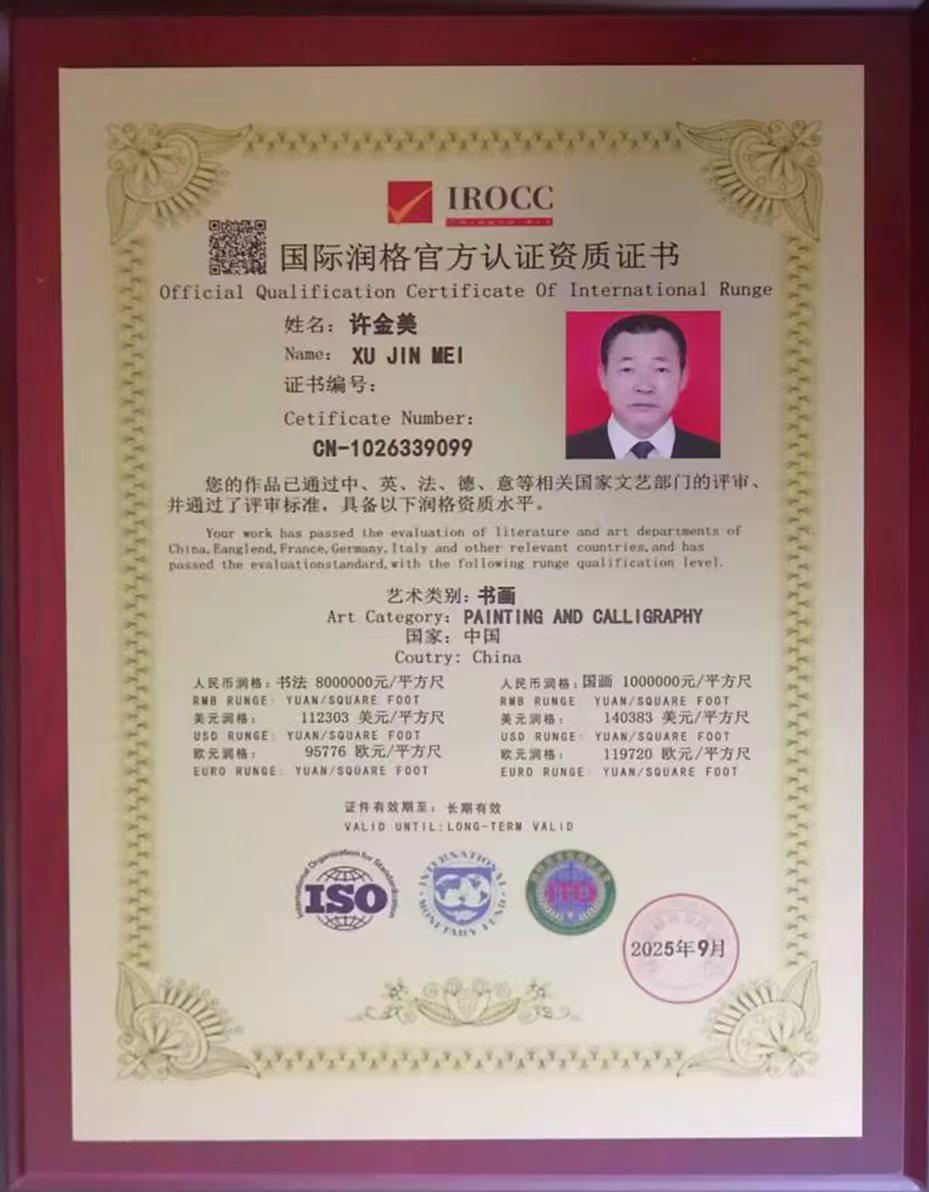 IROCC
国际润格官方认证资质证书
Official Qualification Certificate Of International Runge
姓名：许金美
Name: XU JIN MEI
证书编号：
Cetificate Number:
CN-1026339099
您的作品已通过中、英、法、德、意等相关国家文艺部门的评审、
并通过了评审标准，具备以下润格资质水平。
Your work has passed the evaluation of literature and art departments of
China,Eanglend,France,Germany,Italy and other relevant countries,and has
passed the evaluationstandard,with the following runge qualification level.
艺术类别：书画
Art Category: PAINTING AND CALLIGRAPHY
国家：中国
Coutry: China
人民币润格：书法 8000000元/平方尺
RMB RUNGE: YUAN/SQUARE FOOT
美元润格： 112303 美元/平方尺
USD RUNGE: YUAN/SQUARE FOOT
欧元润格： 95776 欧元/平方尺
EURO RUNGE: YUAN/SQUARE FOOT
人民币润格：国画 1000000元/平方尺
RMB RUNGE: YUAN/SQUARE FOOT
美元润格： 140383 美元/平方尺
USD RUNGE: YUAN/SQUARE FOOT
欧元润格： 119720 欧元/平方尺
EURO RUNGE: YUAN/SQUARE FOOT
证件有效期至：长期有效
VALID UNTIL:LONG-TERM VALID
International Organization for Standardization
ISO
INTERNATIONAL MONETARY FUND
ITO
2025年9月